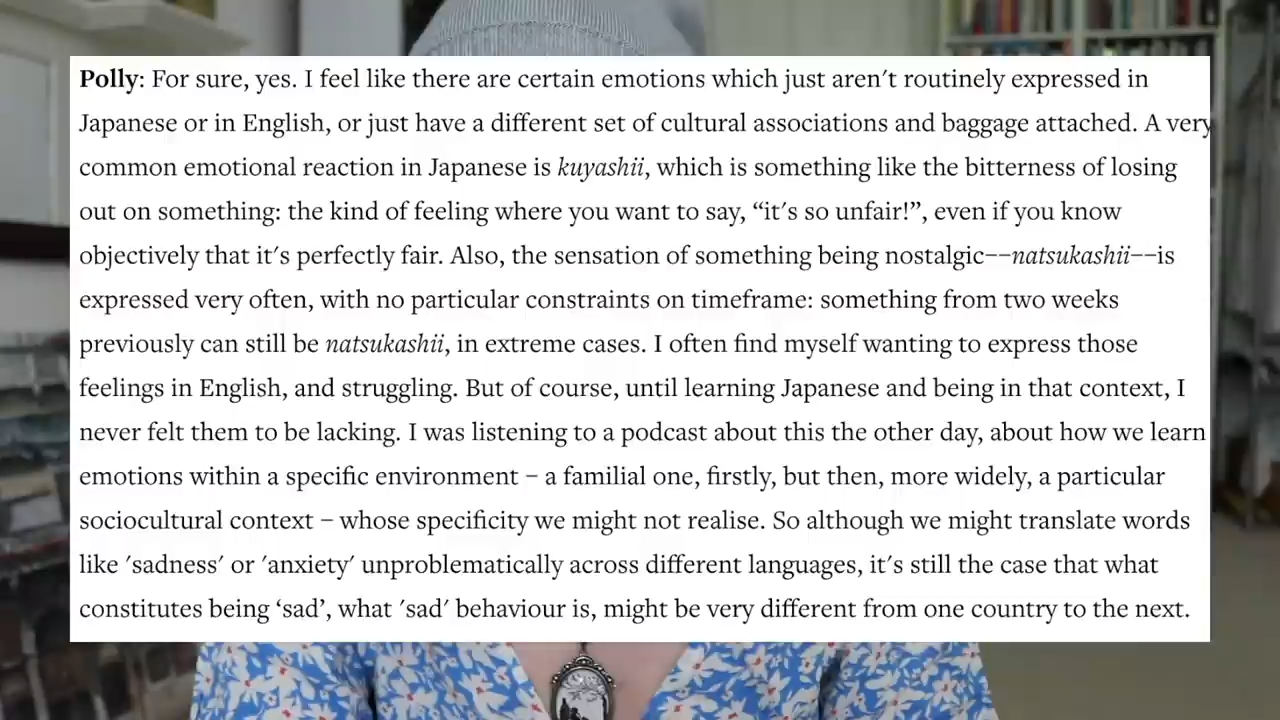 Polly: For sure, yes. I feel like there are certain emotions which just aren't routinely expressed in
Japanese or in English, or just have a different set of cultural associations and baggage attached. A very
common emotional reaction in Japanese is kuyashii, which is something like the bitterness of losing
out on something: the kind of feeling where you want to say, “it's so unfair!”, even if you know
objectively that it's perfectly fair. Also, the sensation of something being nostalgic––natsukashii––is
expressed very often, with no particular constraints on timeframe: something from two weeks
previously can still be natsukashii, in extreme cases. I often find myself wanting to express those
feelings in English, and struggling. But of course, until learning Japanese and being in that context, I
never felt them to be lacking. I was listening to a podcast about this the other day, about how we learn
emotions within a specific environment – a familial one, firstly, but then, more widely, a particular
sociocultural context – whose specificity we might not realise. So although we might translate words
like 'sadness' or 'anxiety' unproblematically across different languages, it's still the case that what
constitutes being ‘sad’, what 'sad' behaviour is, might be very different from one country to the next.